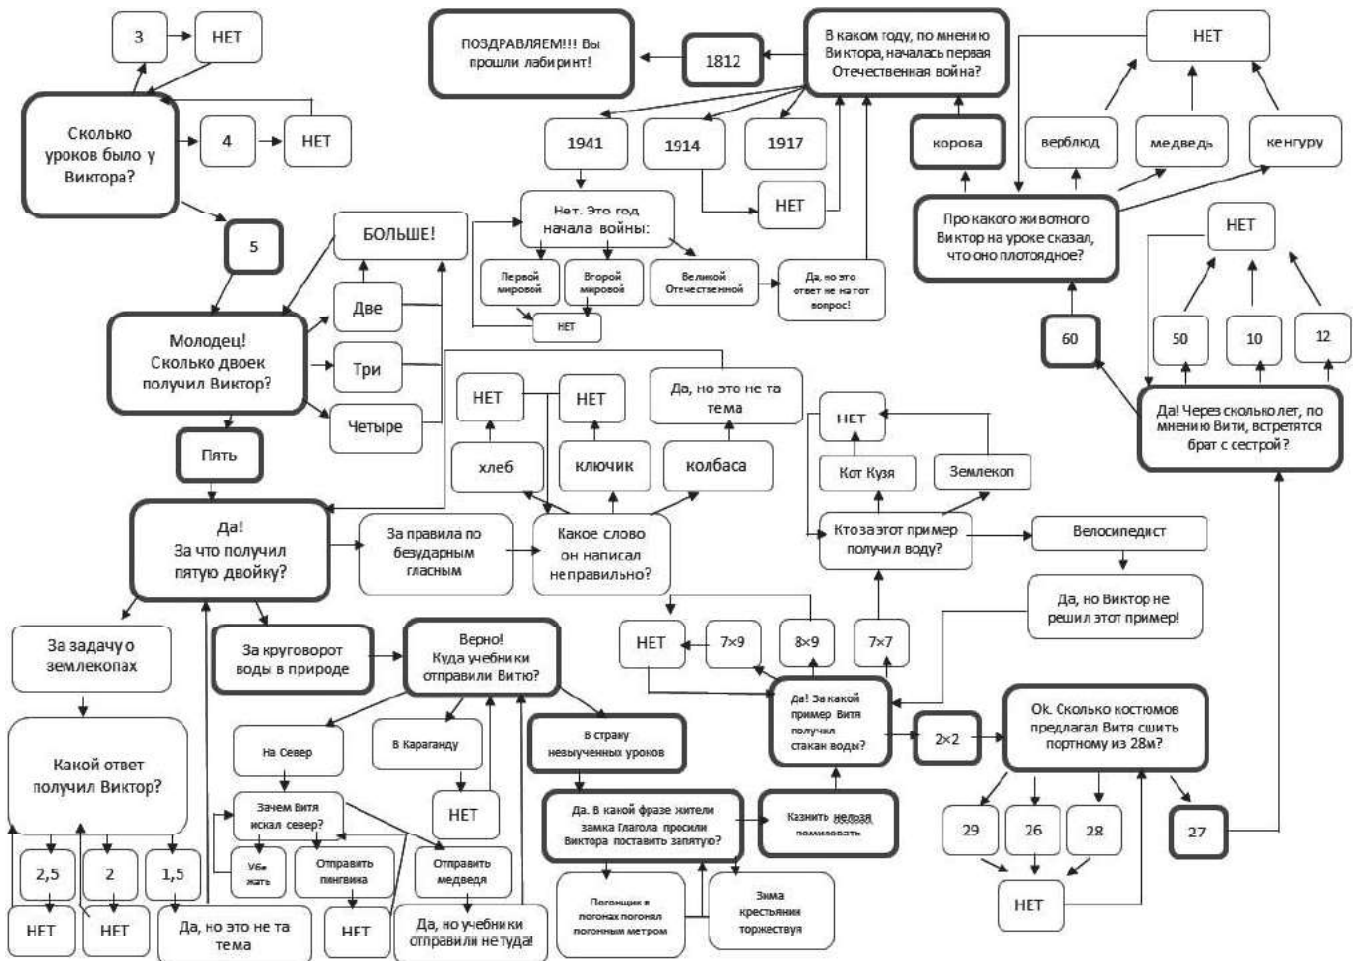 3
НЕТ
Сколько
уроков было у
Виктора?
4
НЕТ
5
ПОЗДРАВЛЯЕМ!!! Вы
прошли лабиринт!
1812
В каком году, по мнению
Виктора, началась первая
Отечественная война?
1941
1914
1917
НЕТ
Нет. Это год
начала войны:
Первой
мировой
Второй
мировой
НЕТ
Великой
Отечественной
Да, но это
ответ не на тот
вопрос!
НЕТ
корова
верблюд
медведь
кенгуру
Про какого животного
Виктор на уроке сказал,
что оно плотоядное?
НЕТ
60
50
10
12
Да! Через сколько лет, по
мнению Вити, встретятся
брат с сестрой?
БОЛЬШЕ!
Две
Три
Четыре
Молодец!
Сколько двоек
получил Виктор?
Пять
Да!
За что получил
пятую двойку?
За правила по
безударным
гласным
Какое слово
он написал
неправильно?
НЕТ
НЕТ
Да, но это не та
тема
хлеб
ключик
колбаса
НЕТ
Кот Кузя
Землекоп
Кто за этот пример
получил воду?
Велосипедист
Да, но Виктор не
решил этот пример!
За задачу о
землекопах
За круговорот
воды в природе
Верно!
Куда учебники
отправили Витю?
НЕТ
7×9
8×9
7×7
Да! За какой
пример Витя
получил
стакан воды?
2×2
Ok. Сколько костюмов
предлагал Витя сшить
портному из 28м?
29
26
28
27
НЕТ
Какой ответ
получил Виктор?
2,5
2
1,5
НЕТ
НЕТ
Да, но это не та
тема
На Север
В Караганду
В страну
невыученных уроков
НЕТ
Зачем Витя
искал север?
Убе
жать
Отправить
пингвина
Отправить
медведя
НЕТ
Да, но учебники
отправили не туда!
Да. В какой фразе жители
замка Глагола просили
Виктора поставить запятую?
Казнить нельзя
помиловать
Погонщик в
погонах погонял
погонным метром
Зима
крестьянин
торжествуя